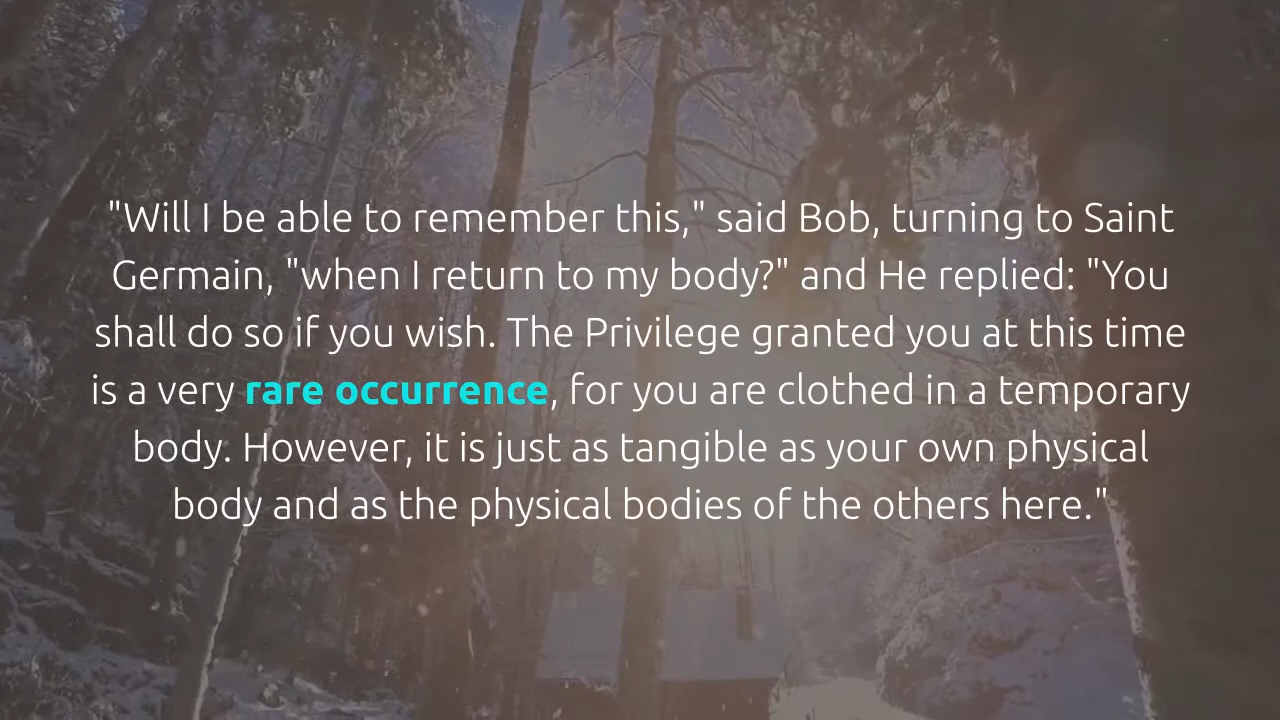 "Will I be able to remember this," said Bob, turning to Saint
Germain, "when I return to my body?" and He replied: "You
shall do so if you wish. The Privilege granted you at this time
is a very rare occurrence, for you are clothed in a temporary
body. However, it is just as tangible as your own physical
body and as the physical bodies of the others here."